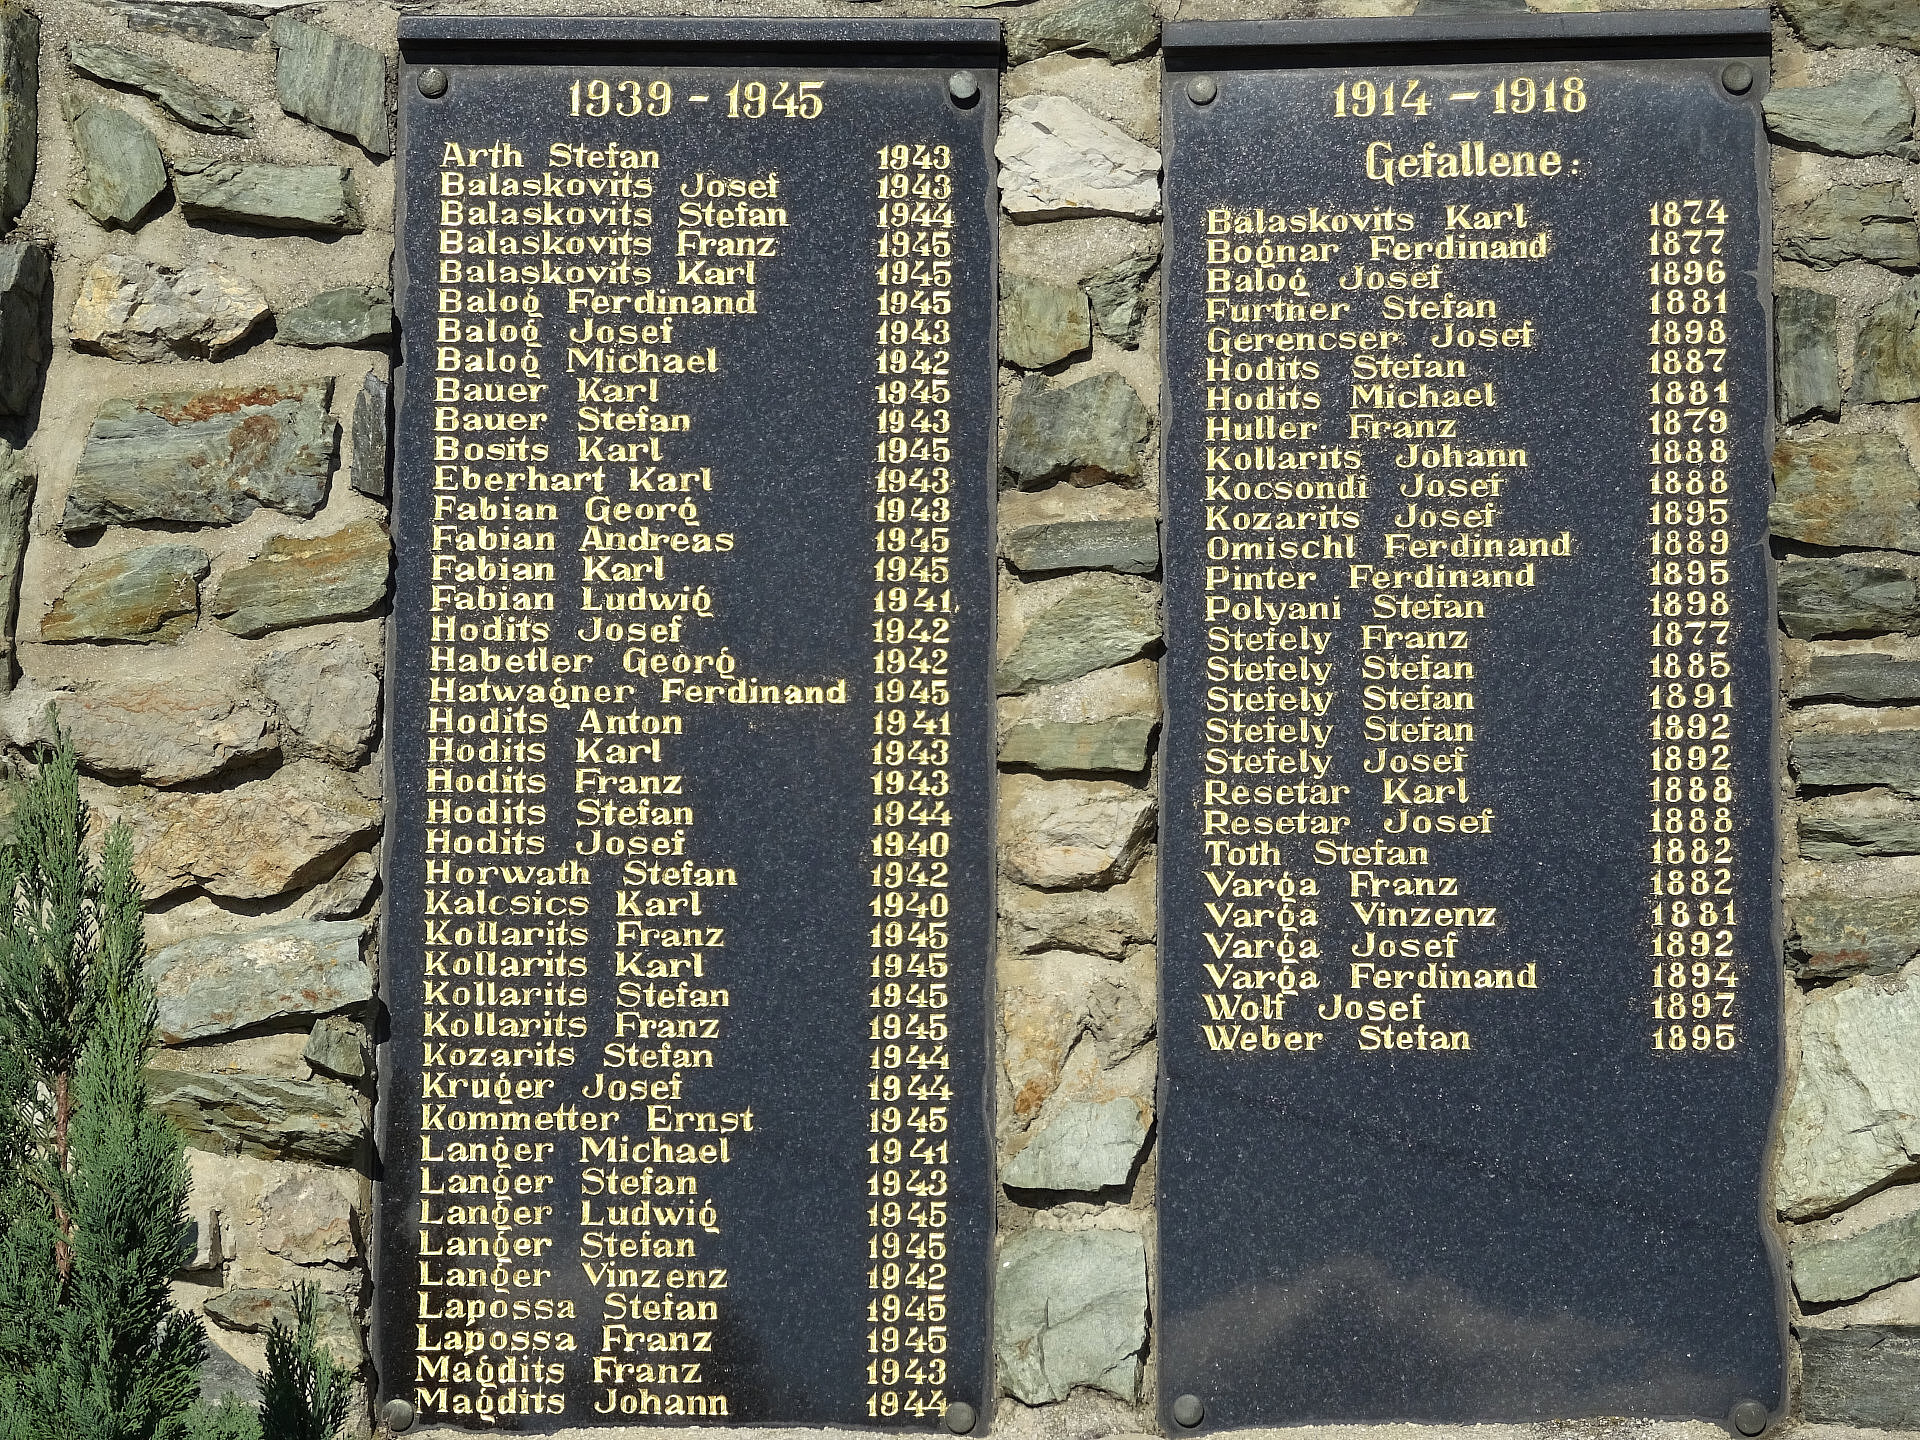 1939 - 1945
Arth Stefan 1943
Balaskovits Josef 1943
Balaskovits Stefan 1944
Balaskovits Franz 1945
Balaskovits Karl 1945
Balog Ferdinand 1945
Balog Josef 1943
Balog Michael 1942
Bauer Karl 1945
Bauer Stefan 1943
Bosits Karl 1945
Eberhart Karl 1943
Fabian Georg 1943
Fabian Andreas 1945
Fabian Karl 1945
Fabian Ludwig 1941
Hodits Josef 1942
Habetler Georg 1942
Hatwagner Ferdinand 1945
Hodits Anton 1941
Hodits Karl 1943
Hodits Franz 1943
Hodits Stefan 1944
Hodits Josef 1940
Horwath Stefan 1942
Kalcsics Karl 1940
Kollarits Franz 1945
Kollarits Karl 1945
Kollarits Stefan 1945
Kollarits Franz 1945
Kozarits Stefan 1944
Kruger Josef 1944
Kommetter Ernst 1945
Langer Michael 1941
Langer Stefan 1943
Langer Ludwig 1945
Langer Stefan 1945
Langer Vinzenz 1942
Lapossa Stefan 1945
Lapossa Franz 1945
Magdits Franz 1943
Magdits Johann 1944
1914 - 1918
Gefallene:
Balaskovits Karl 1874
Bognar Ferdinand 1877
Balog Josef 1896
Furtner Stefan 1881
Gerencser Josef 1898
Hodits Stefan 1887
Hodits Michael 1881
Huller Franz 1879
Kollarits Johann 1888
Kocsondi Josef 1888
Kozarits Josef 1895
Omischl Ferdinand 1889
Pinter Ferdinand 1895
Polyani Stefan 1898
Stefely Franz 1877
Stefely Stefan 1885
Stefely Stefan 1891
Stefely Stefan 1892
Stefely Josef 1892
Resetar Karl 1888
Resetar Josef 1888
Toth Stefan 1882
Varga Franz 1882
Varga Vinzenz 1881
Varga Josef 1892
Varga Ferdinand 1894
Wolf Josef 1897
Weber Stefan 1895